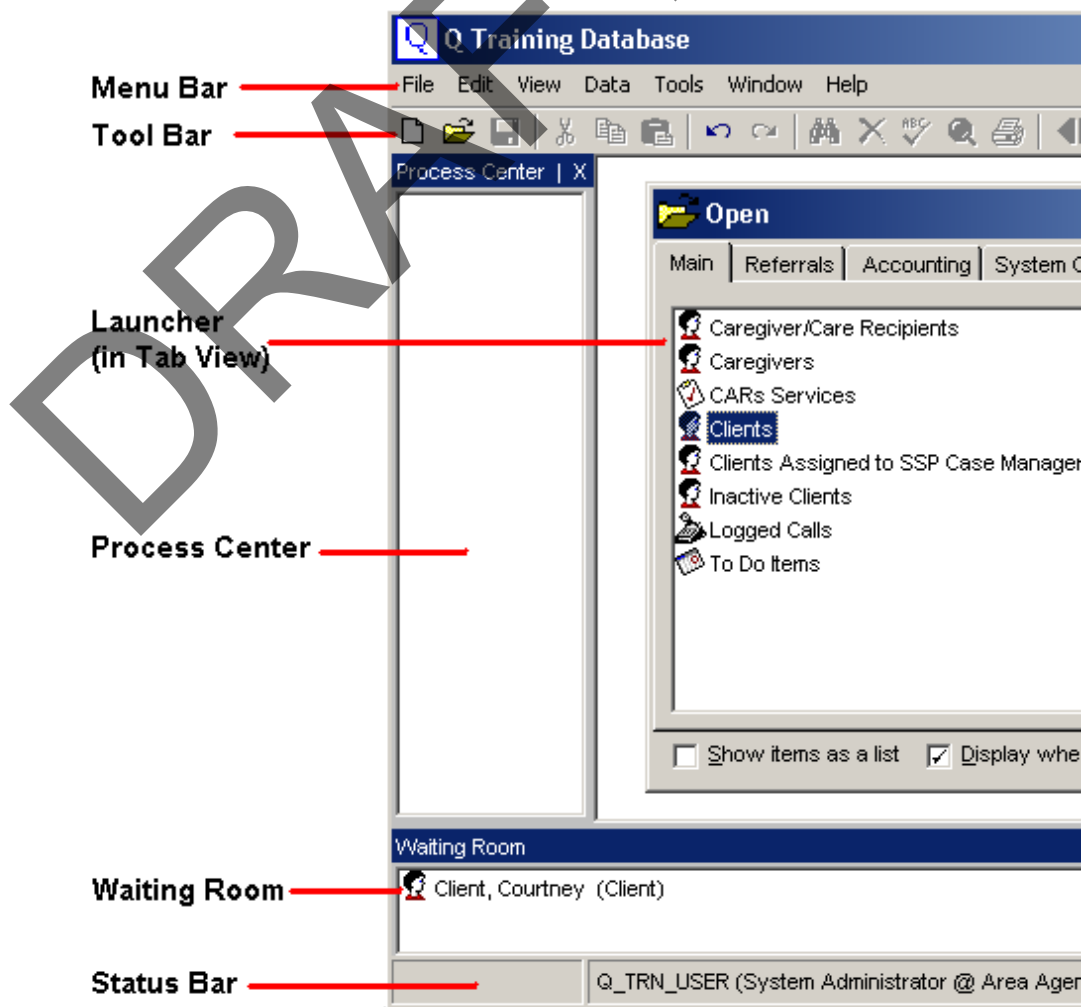 Q Q Training Database
Menu Bar
File Edit View Data Tools Window Help
Tool Bar
ABC
Process Center | X
Open
Main Referrals Accounting System
Launcher
(in Tab View)
Caregiver/Care Recipients
Caregivers
CARs Services
Clients
Clients Assigned to SSP Case Manager
Inactive Clients
Logged Calls
To Do Items
Process Center
Show items as a list Display whe
Waiting Room
Waiting Room
Client, Courtney (Client)
Status Bar
Q_TRN_USER (System Administrator @ Area Agen
DRAF